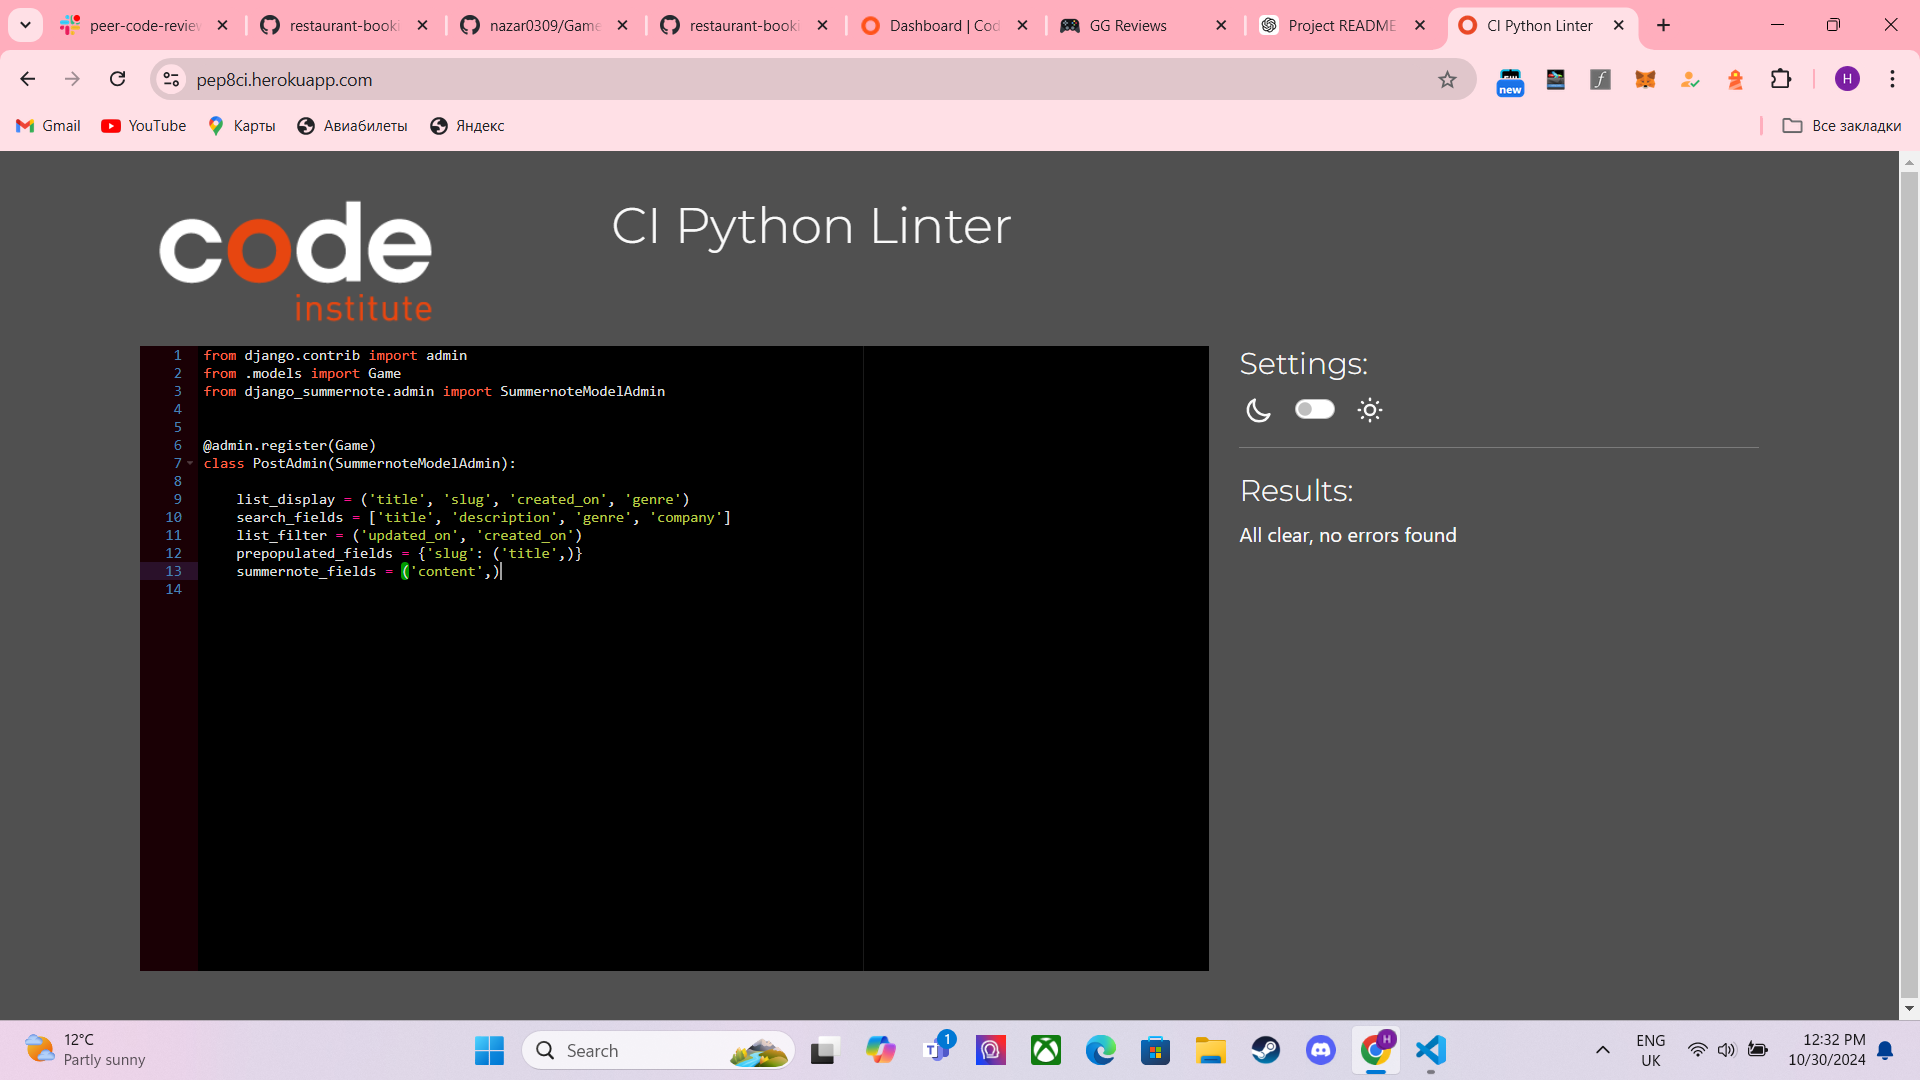 peer-code-review
restaurant-booki
nazar0309/Game
restaurant-booki
Dashboard | Cod
GG Reviews
Project README
CI Python Linter
pep8ci.herokuapp.com
new
H
Gmail
YouTube
Карты
Авиабилеты
Яндекс
Все закладки
code
institute
CI Python Linter
1 from django.contrib import admin
2 from .models import Game
3 from django_summernote.admin import SummernoteModelAdmin
4
5
6 @admin.register(Game)
7 class PostAdmin(SummernoteModelAdmin):
8
9 list_display = ('title', 'slug', 'created_on', 'genre')
10 search_fields = ['title', 'description', 'genre', 'company']
11 list_filter = ('updated_on', 'created_on')
12 prepopulated_fields = {'slug': ('title',)}
13 summernote_fields = ('content',)
14
Settings:
Results:
All clear, no errors found
12°C
Partly sunny
Search
1
H
ENG
UK
12:32 PM
10/30/2024